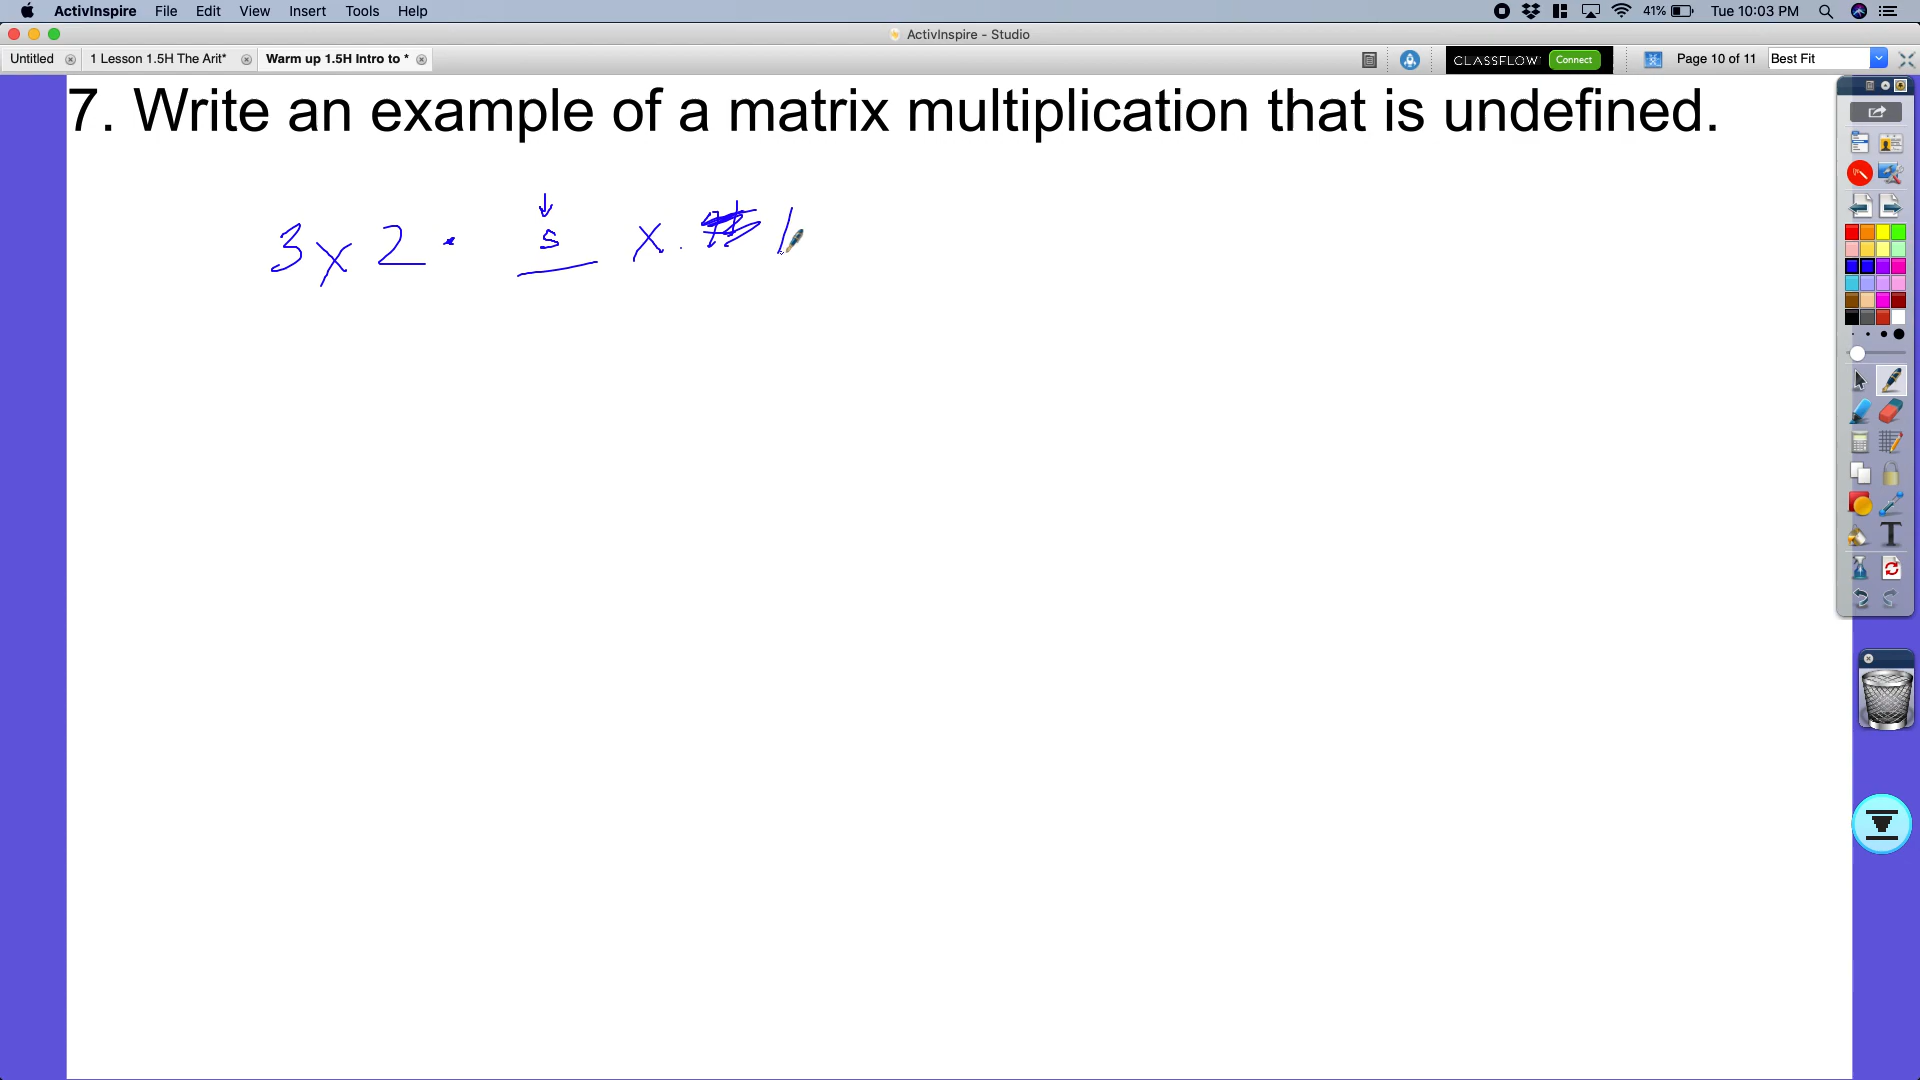 ActivInspire File Edit View Insert Tools Help 41% Tue 10:03 PM
ActivInspire - Studio
Untitled 1 Lesson 1.5H The Arit* Warm up 1.5H Intro to * CLASSFLOW Connect Page 10 of 11 Best Fit
7. Write an example of a matrix multiplication that is undefined.
3 x 2 · 5 x . 1
T